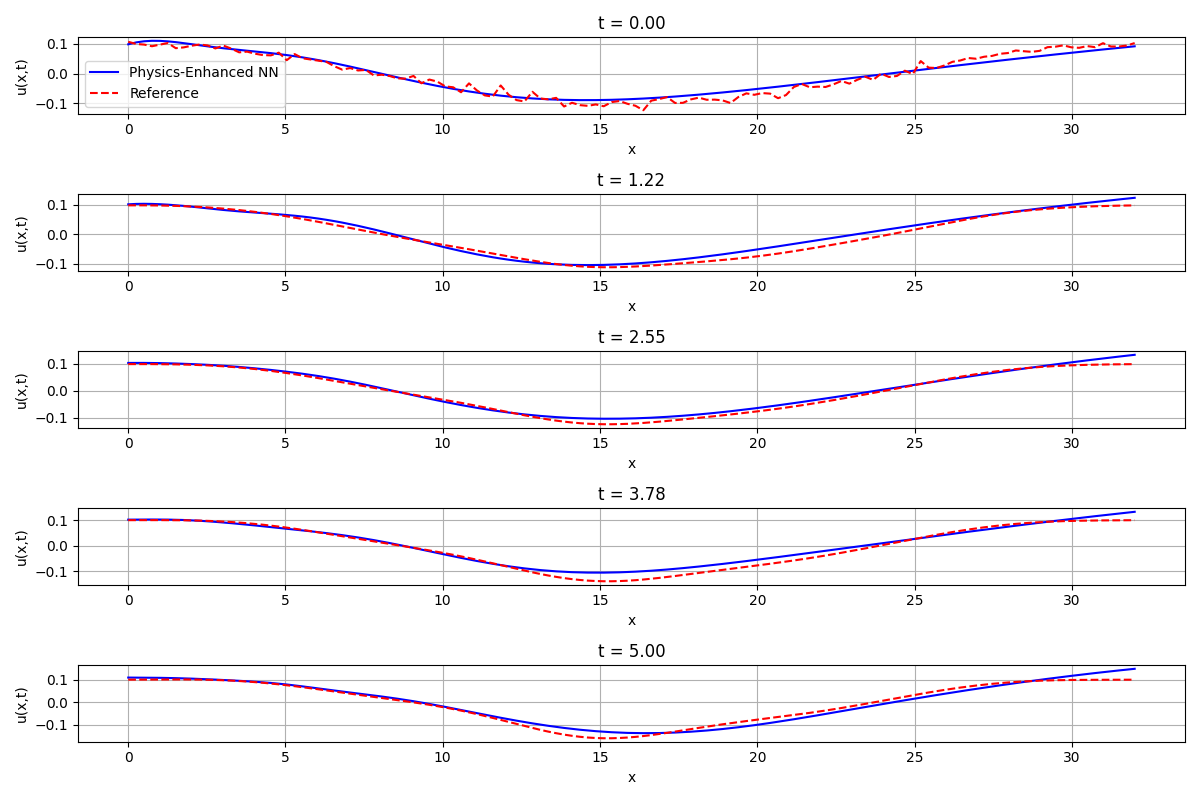 t = 0.00
u(x,t)
0.1
0.0
−0.1
Physics-Enhanced NN
Reference
0 5 10 15 20 25 30
x
t = 1.22
u(x,t)
0.1
0.0
−0.1
0 5 10 15 20 25 30
x
t = 2.55
u(x,t)
0.1
0.0
−0.1
0 5 10 15 20 25 30
x
t = 3.78
u(x,t)
0.1
0.0
−0.1
0 5 10 15 20 25 30
x
t = 5.00
u(x,t)
0.1
0.0
−0.1
0 5 10 15 20 25 30
x